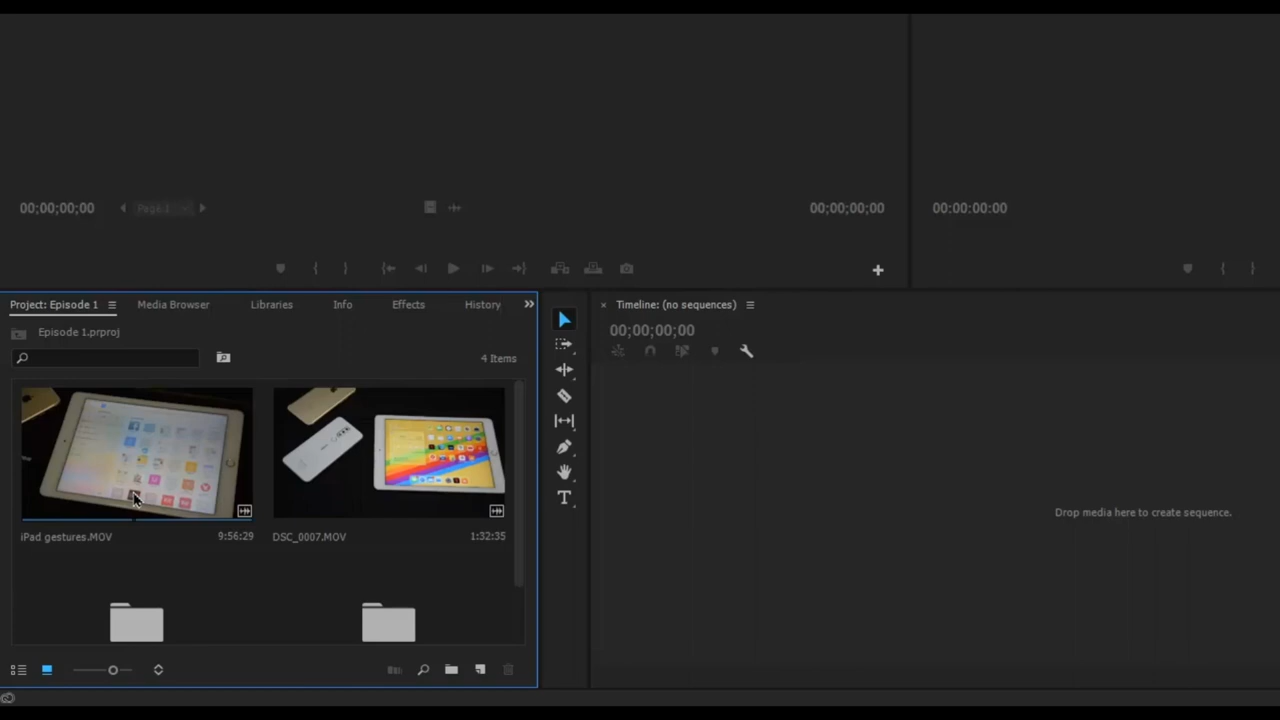 00;00;00;00
Page 1
00;00;00;00
00:00:00:00
Project: Episode 1
Media Browser
Libraries
Info
Effects
History
Episode 1.prproj
4 Items
iPad gestures.MOV
9:56:29
DSC_0007.MOV
1:32:35
T
Timeline: (no sequences)
00;00;00;00
Drop media here to create sequence.